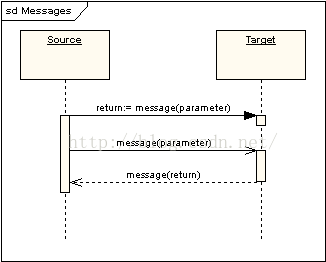 sd Messages
Source
Target
return:= message(parameter)
message(parameter)
message(return)